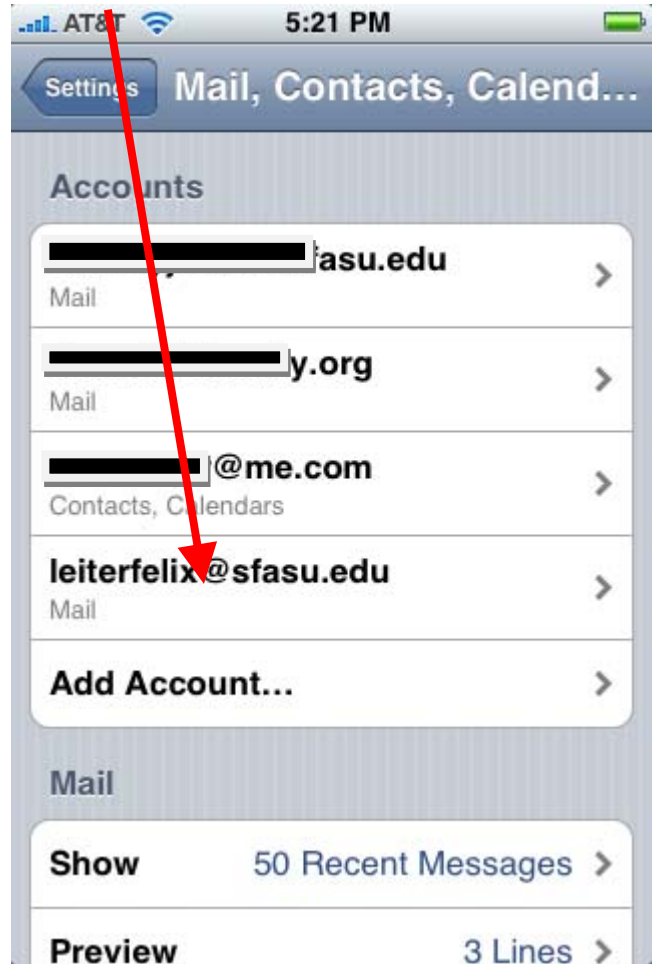 AT&T 5:21 PM
Settings Mail, Contacts, Calend...
Accounts
fasu.edu
Mail
y.org
Mail
@me.com
Contacts, Calendars
leiterfelix@sfasu.edu
Mail
Add Account...
Mail
Show 50 Recent Messages
Preview 3 Lines